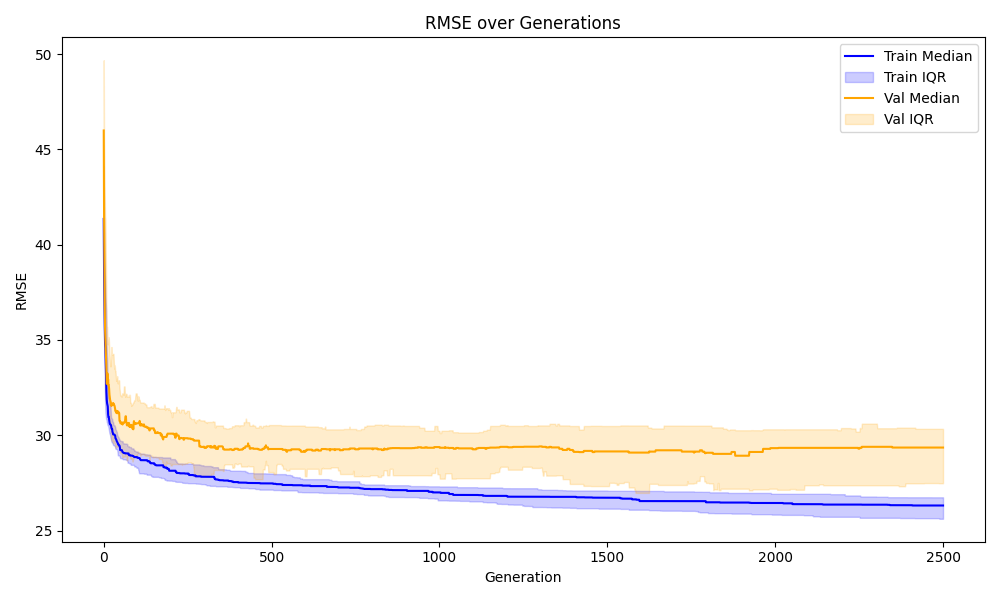 RMSE over Generations
Train Median
Train IQR
Val Median
Val IQR
RMSE
50
45
40
35
30
25
0 500 1000 1500 2000 2500
Generation